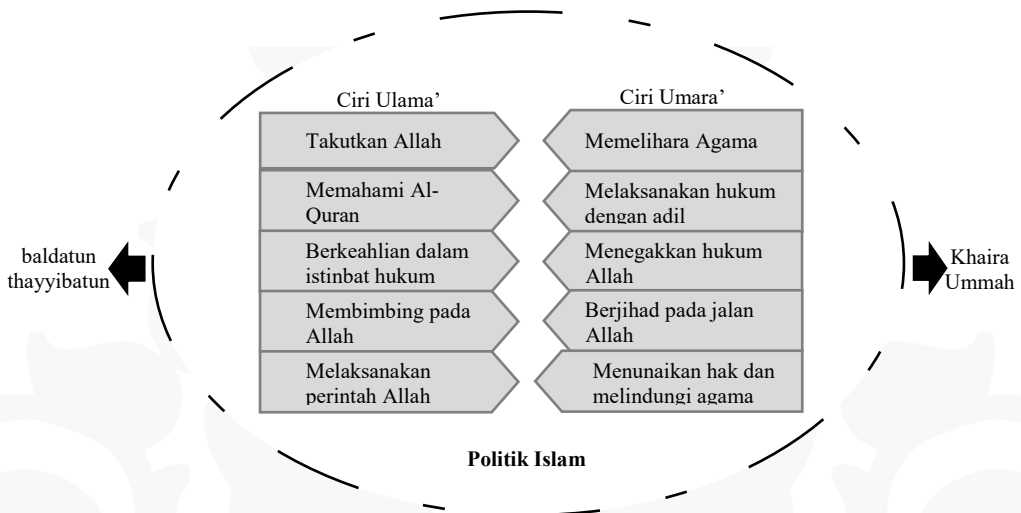 Ciri Ulama’
Takutkan Allah
Memahami Al-
Quran
Berkeahlian dalam
istinbat hukum
Membimbing pada
Allah
Melaksanakan
perintah Allah
Ciri Umara’
Memelihara Agama
Melaksanakan hukum
dengan adil
Menegakkan hukum
Allah
Berjihad pada jalan
Allah
Menunaikan hak dan
melindungi agama
baldatun
thayyibatun
Khaira
Ummah
Politik Islam